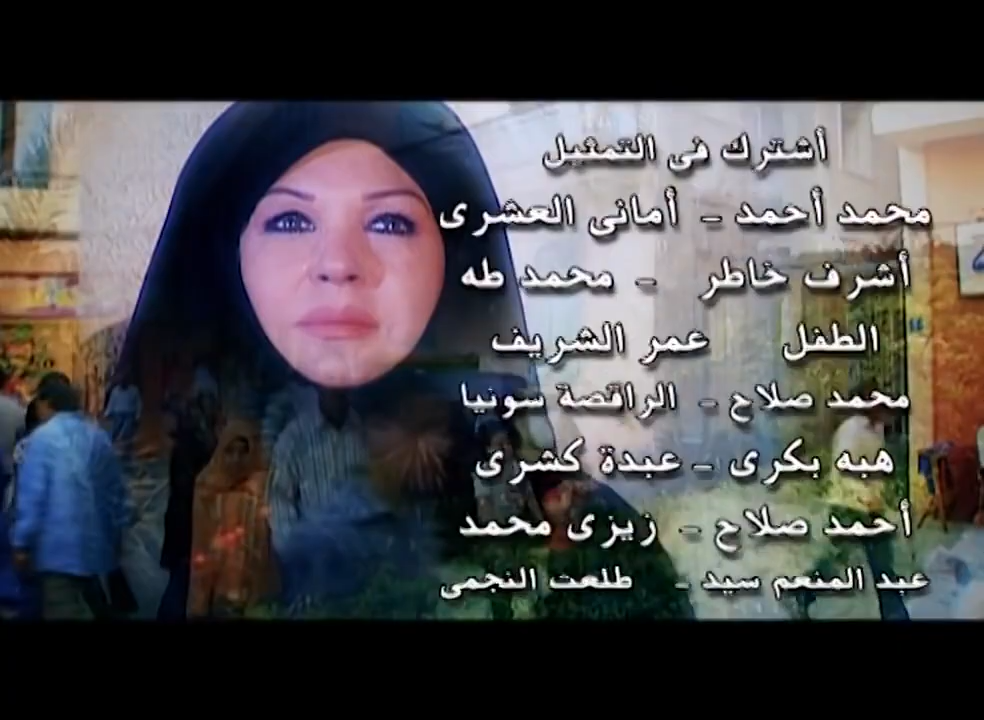 أشترك فى التمثيل
محمد أحمد - أمانى العشرى
أشرف خاطر - محمد طه
الطفل عمر الشريف
محمد صلاح - الراقصة سونيا
هبه بكرى - عبدة كشرى
أحمد صلاح - زيزى محمد
عبد المنعم سيد - طلعت النجمى